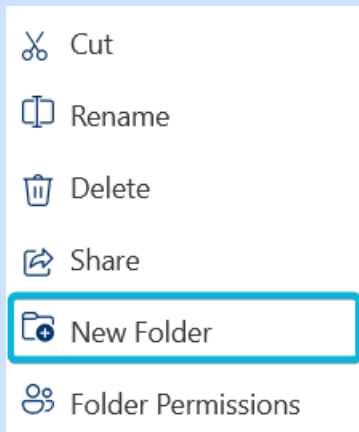 Cut
Rename
Delete
Share
New Folder
Folder Permissions